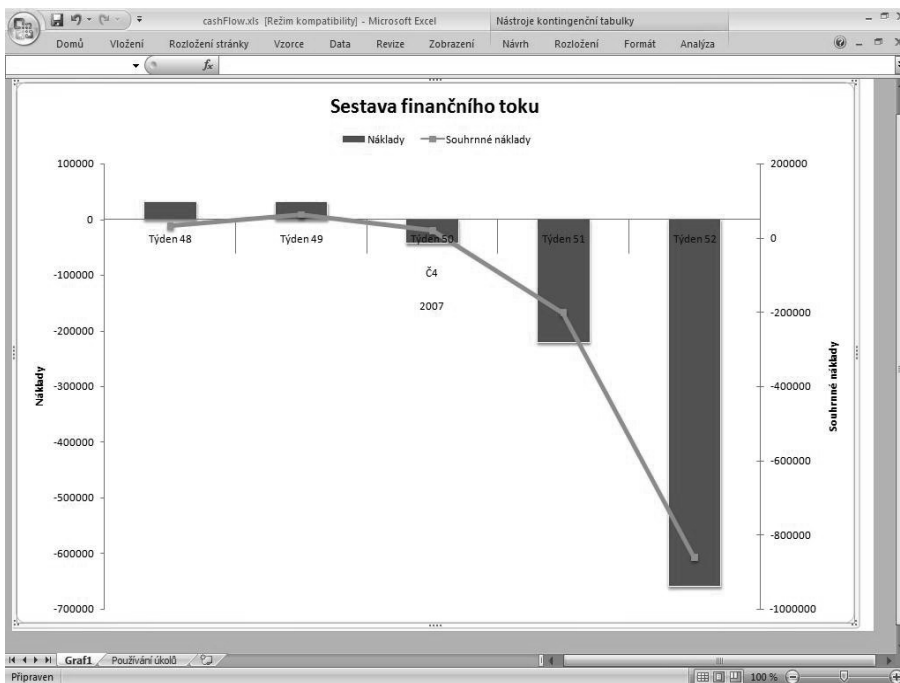 cashFlow.xls [Režim kompatibility] - Microsoft Excel
Nástroje kontingenční tabulky
Domů Vložení Rozložení stránky Vzorce Data Revize Zobrazení Návrh Rozložení Formát Analýza
fx
Sestava finančního toku
Náklady Souhrnné náklady
100000 200000
0 0
Týden 48 Týden 49 Týden 50 Týden 51 Týden 52
Č4
2007
-100000 -200000
-200000
-300000
Náklady
Souhrnné náklady
-400000 -400000
-500000 -600000
-600000 -800000
-700000 -1000000
Graf1 Používání úkolů
Připraven 100 %